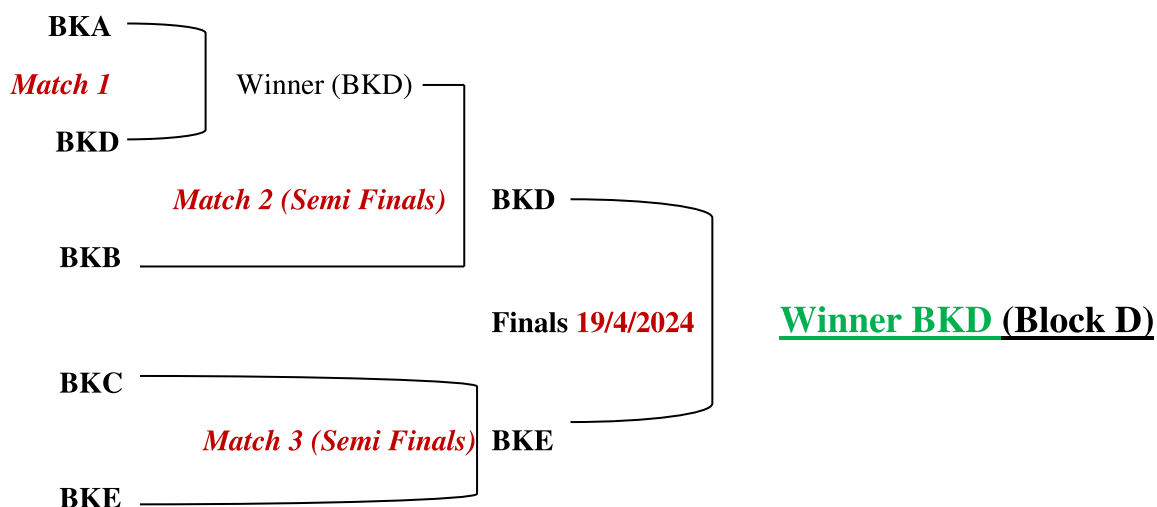 BKA
Match 1
Winner (BKD)
BKD
Match 2 (Semi Finals)
BKD
BKB
Finals 19/4/2024
Winner BKD (Block D)
BKC
Match 3 (Semi Finals)
BKE
BKE